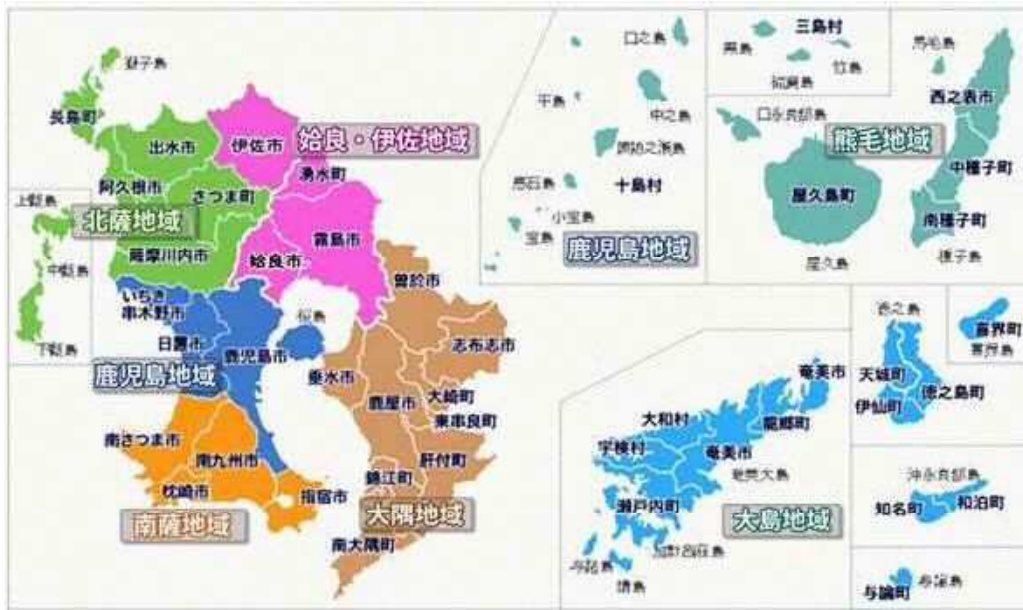 獅子島
長島町
出水市
伊佐市
姶良・伊佐地域
湧水町
阿久根市
さつま町
上甑島
北薩地域
霧島市
姶良市
薩摩川内市
中甑島
下甑島
曽於市
いちき
串木野市
桜島
日置市
鹿児島市
鹿児島地域
垂水市
志布志市
鹿屋市
大崎町
東串良町
南さつま市
南九州市
肝付町
錦江町
枕崎市
指宿市
南薩地域
大隅地域
南大隅町
口之島
平島
中之島
諏訪之瀬島
悪石島
十島村
小宝島
宝島
鹿児島地域
三島村
黒島
竹島
硫黄島
馬毛島
西之表市
口永良部島
熊毛地域
中種子町
屋久島町
南種子町
屋久島
種子島
徳之島
喜界町
喜界島
奄美市
天城町
徳之島町
伊仙町
大和村
龍郷町
宇検村
奄美市
奄美大島
瀬戸内町
大島地域
沖永良部島
知名町
和泊町
加計呂麻島
与路島
請島
与論町
与論島